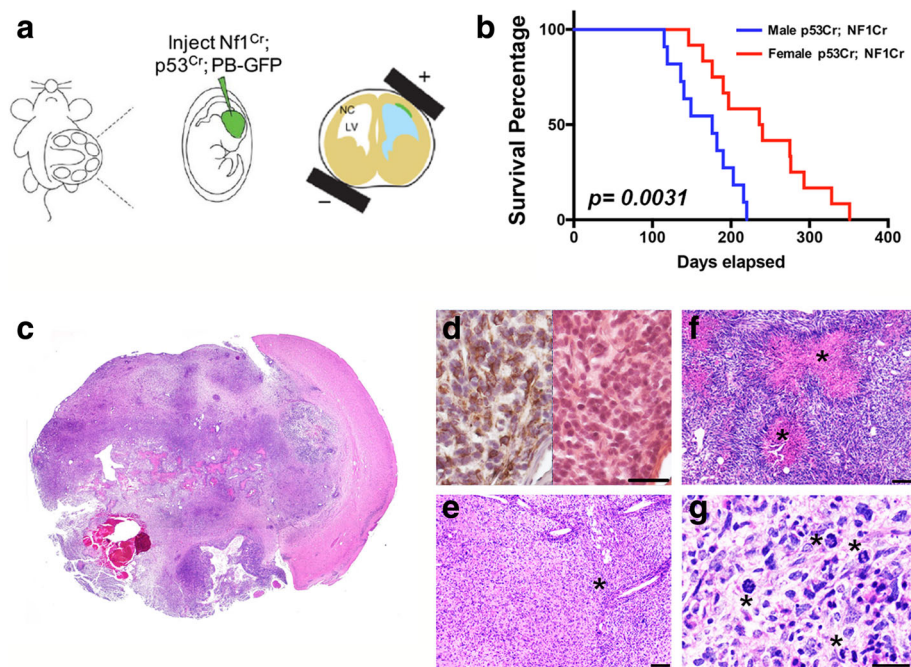 a
Inject Nf1Cr;
p53Cr; PB-GFP
+
NC
LV
−
b
Survival Percentage
100
50
0
0 100 200 300 400
Days elapsed
Male p53Cr; NF1Cr
Female p53Cr; NF1Cr
p= 0.0031
c
d
e
*
f
*
*
g
*
*
*
*